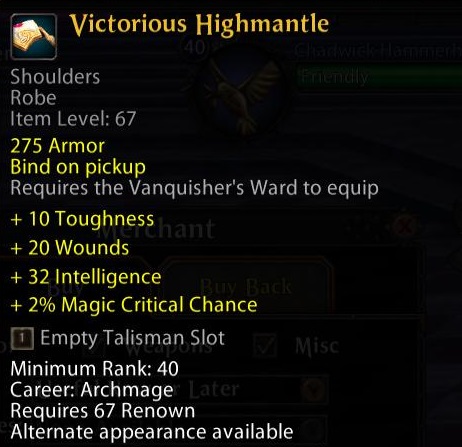 Victorious Highmantle
40 Chadwick Hammerh
Friendly
Shoulders
Robe
Item Level: 67
275 Armor
Bind on pickup
Requires the Vanquisher's Ward to equip
+ 10 Toughness
Merchant
+ 20 Wounds
+ 32 Intelligence
Buy Buy Back
+ 2% Magic Critical Chance
1 Empty Talisman Slot
Weapons Misc
Minimum Rank: 40
Career: Archmage
Later
Requires 67 Renown
Alternate appearance available